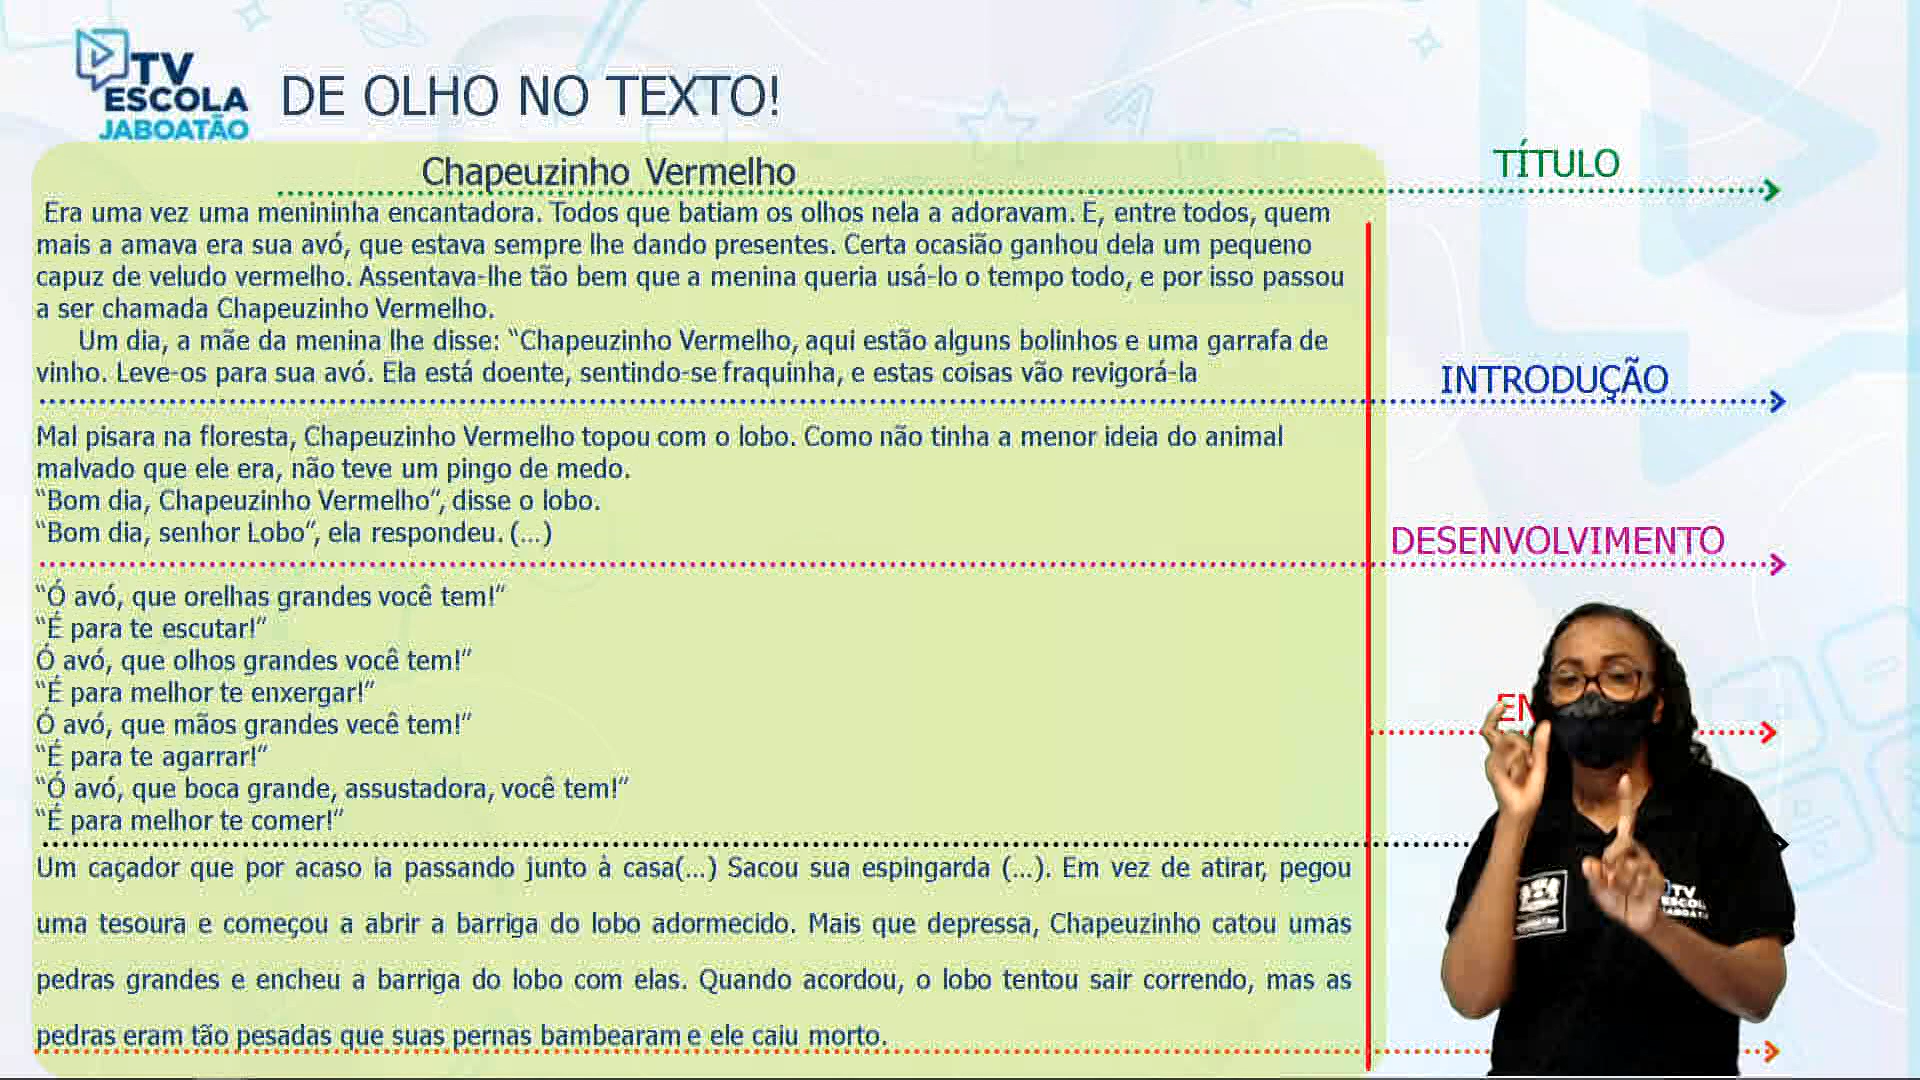 TV
ESCOLA
JABOATÃO
DE OLHO NO TEXTO!
Chapeuzinho Vermelho
TÍTULO
Era uma vez uma menininha encantadora. Todos que batiam os olhos nela a adoravam. E, entre todos, quem
mais a amava era sua avó, que estava sempre lhe dando presentes. Certa ocasião ganhou dela um pequeno
capuz de veludo vermelho. Assentava-lhe tão bem que a menina queria usá-lo o tempo todo, e por isso passou
a ser chamada Chapeuzinho Vermelho.
Um dia, a mãe da menina lhe disse: “Chapeuzinho Vermelho, aqui estão alguns bolinhos e uma garrafa de
vinho. Leve-os para sua avó. Ela está doente, sentindo-se fraquinha, e estas coisas vão revigorá-la
INTRODUÇÃO
Mal pisara na floresta, Chapeuzinho Vermelho topou com o lobo. Como não tinha a menor ideia do animal
malvado que ele era, não teve um pingo de medo.
“Bom dia, Chapeuzinho Vermelho”, disse o lobo.
“Bom dia, senhor Lobo”, ela respondeu. (...)
DESENVOLVIMENTO
“Ó avó, que orelhas grandes você tem!”
“É para te escutar!”
Ó avó, que olhos grandes você tem!”
“É para melhor te enxergar!”
Ó avó, que mãos grandes vecê tem!”
“É para te agarrar!”
“Ó avó, que boca grande, assustadora, você tem!”
“É para melhor te comer!”
Um caçador que por acaso ia passando junto à casa(...) Sacou sua espingarda (...). Em vez de atirar, pegou
uma tesoura e começou a abrir a barriga do lobo adormecido. Mais que depressa, Chapeuzinho catou umas
pedras grandes e encheu a barriga do lobo com elas. Quando acordou, o lobo tentou sair correndo, mas as
pedras eram tão pesadas que suas pernas bambearam e ele caiu morto.
TV